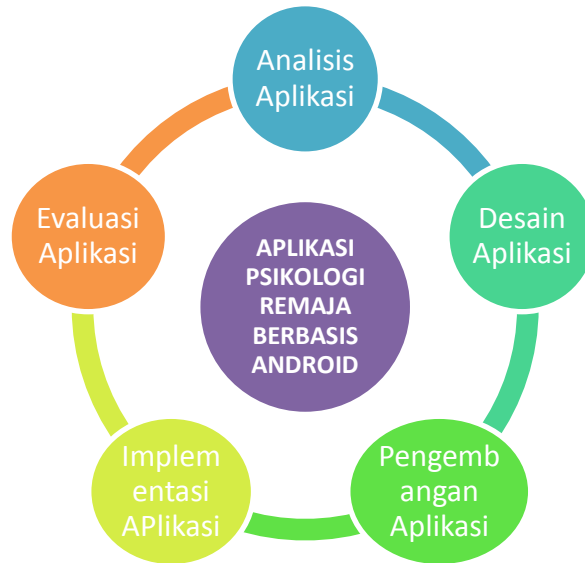 Analisis
Aplikasi
Desain
Aplikasi
Pengemb
angan
Aplikasi
Implem
entasi
APlikasi
Evaluasi
Aplikasi
APLIKASI
PSIKOLOGI
REMAJA
BERBASIS
ANDROID